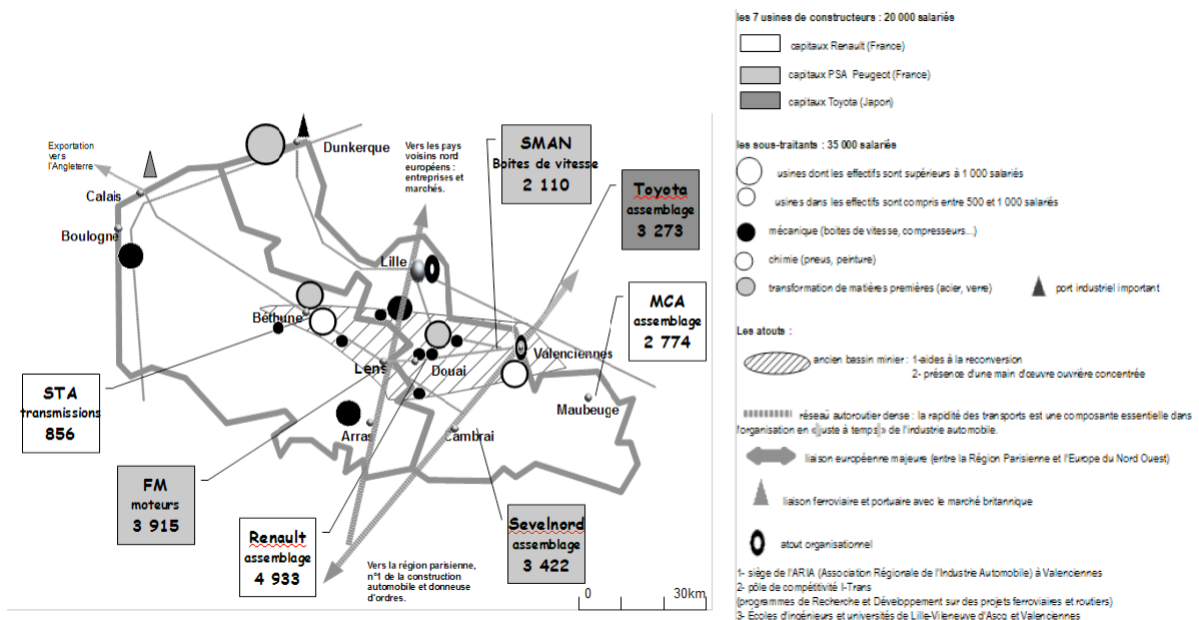 Exportation
vers
l'Angleterre
Calais
Boulogne
Dunkerque
Vers les pays
voisins nord
européens :
entreprises et
marchés.
SMAN
Boites de vitesse
2 110
Toyota
assemblage
3 273
Lille
MCA
assemblage
2 774
Béthune
Valenciennes
Lens
Douai
Maubeuge
STA
transmissions
856
Arras
Cambrai
FM
moteurs
3 915
Renault
assemblage
4 933
Sevelnord
assemblage
3 422
Vers la région parisienne,
n°1 de la construction
automobile et donneuse
d'ordres.
0 30km
les 7 usines de constructeurs : 20 000 salariés
capitaux Renault (France)
capitaux PSA Peugeot (France)
capitaux Toyota (Japon)
les sous-traitants : 35 000 salariés
usines dont les effectifs sont supérieurs à 1 000 salariés
usines dans les effectifs sont compris entre 500 et 1 000 salariés
mécanique (boites de vitesse, compresseurs...)
chimie (pneus, peinture)
transformation de matières premières (acier, verre)
port industriel important
Les atouts :
ancien bassin minier : 1-aides à la reconversion
2- présence d'une main d'œuvre ouvrière concentrée
réseau autoroutier dense : la rapidité des transports est une composante essentielle dans
l'organisation en juste à temps de l'industrie automobile.
liaison européenne majeure (entre la Région Parisienne et l'Europe du Nord Ouest)
liaison ferroviaire et portuaire avec le marché britannique
atout organisationnel
1- siège de l'ARIA (Association Régionale de l'Industrie Automobile) à Valenciennes
2- pôle de compétitivité I-Trans
(programmes de Recherche et Développement sur des projets ferroviaires et routiers)
3- Écoles d'ingénieurs et universités de Lille-Villeneuve d'Ascq et Valenciennes